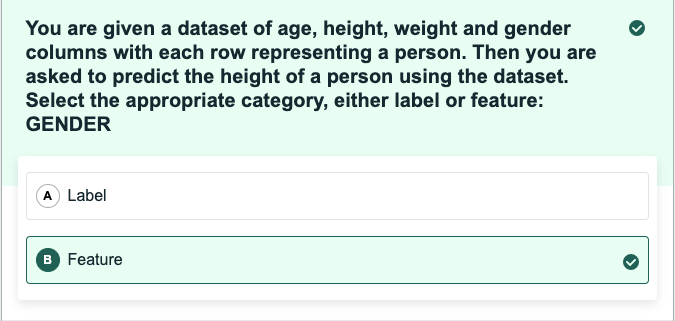 You are given a dataset of age, height, weight and gender
columns with each row representing a person. Then you are
asked to predict the height of a person using the dataset.
Select the appropriate category, either label or feature:
GENDER
A Label
B Feature